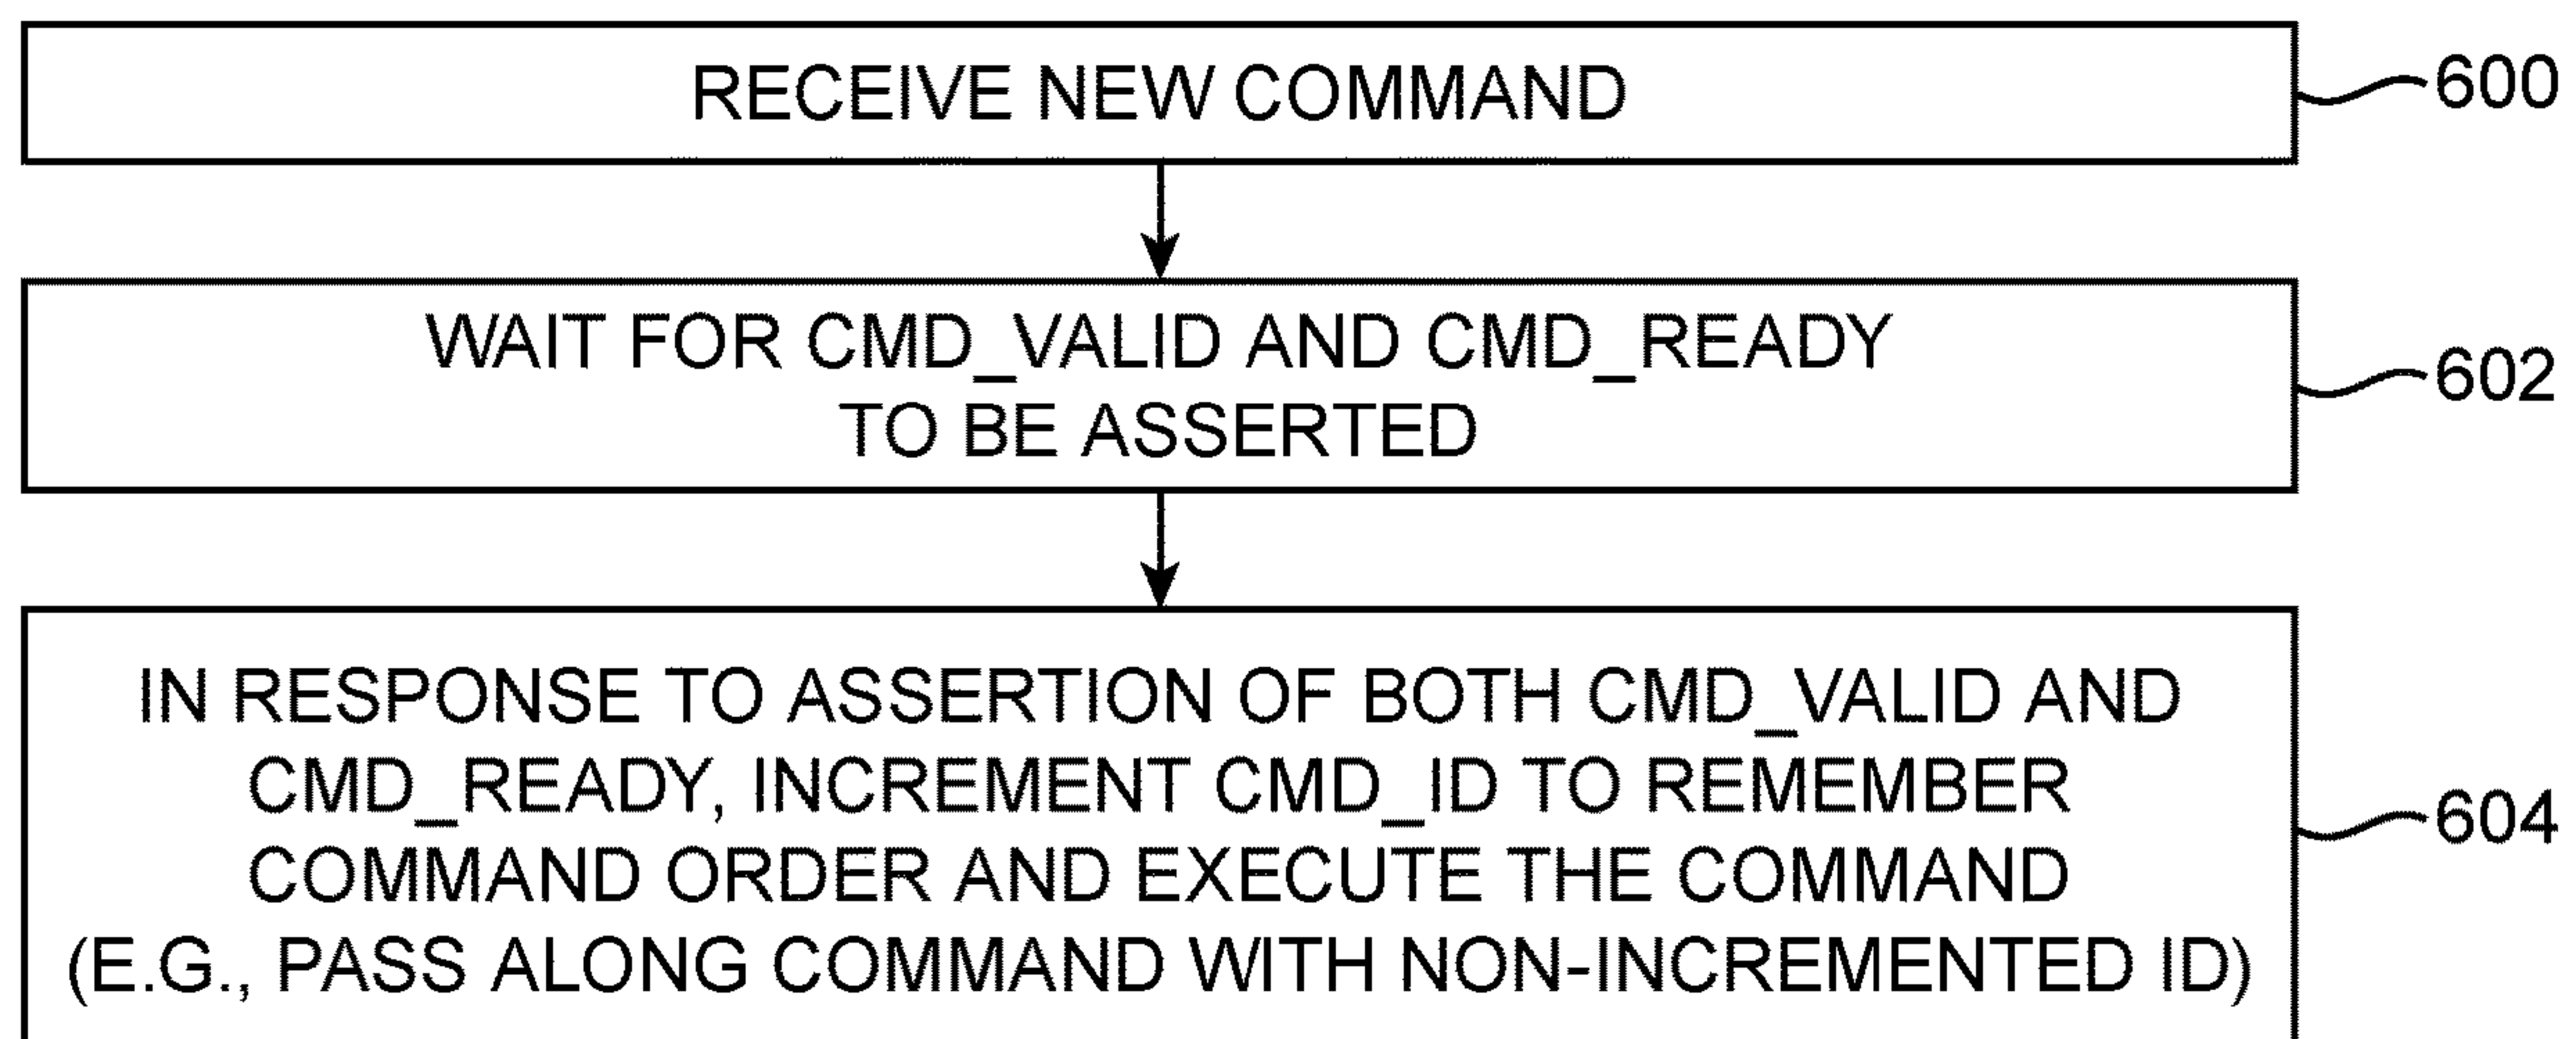 RECEIVE NEW COMMAND
600
WAIT FOR CMD_VALID AND CMD_READY
TO BE ASSERTED
602
IN RESPONSE TO ASSERTION OF BOTH CMD_VALID AND
CMD_READY, INCREMENT CMD_ID TO REMEMBER
COMMAND ORDER AND EXECUTE THE COMMAND
(E.G., PASS ALONG COMMAND WITH NON-INCREMENTED ID)
604